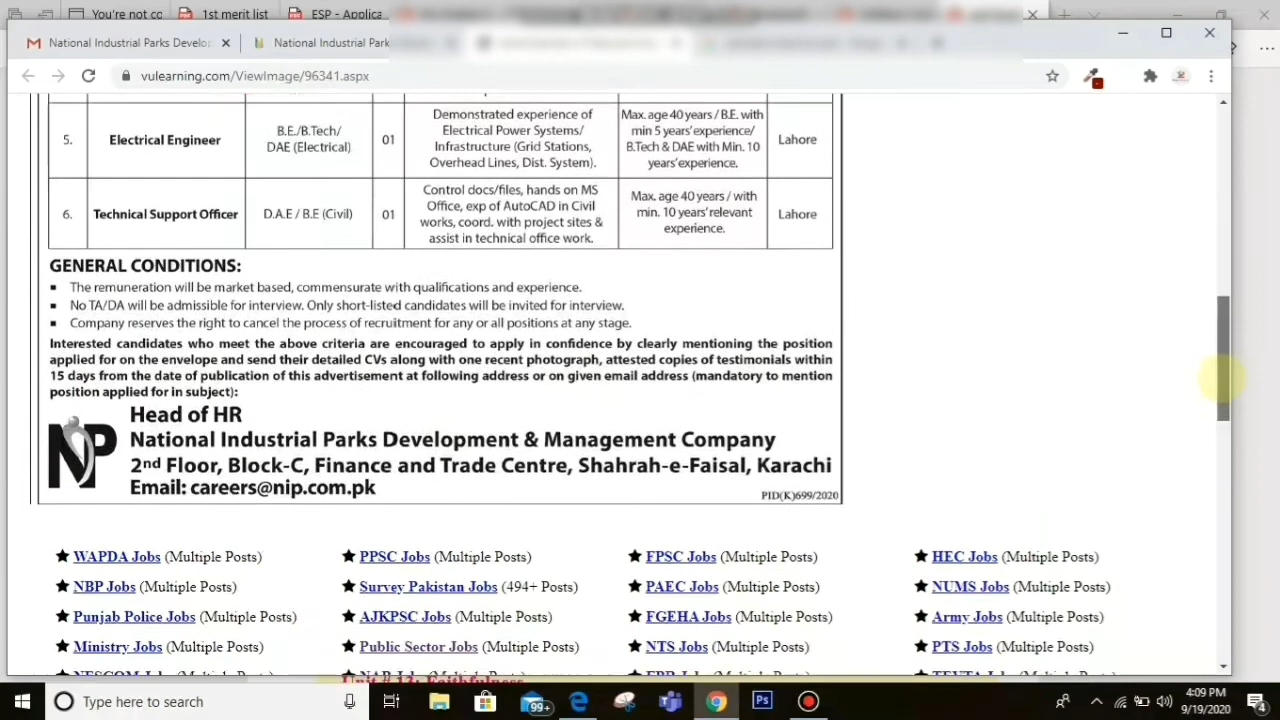 You're not co
1st merit list
ESP - Applica
National Industrial Parks Develo
National Industrial Park
vulearning.com/ViewImage/96341.aspx
5. Electrical Engineer B.E./B.Tech/ DAE (Electrical) 01 Demonstrated experience of Electrical Power Systems/ Infrastructure (Grid Stations, Overhead Lines, Dist. System). Max. age 40 years / B.E. with min 5 years' experience/ B.Tech & DAE with Min. 10 years' experience. Lahore
6. Technical Support Officer D.A.E / B.E (Civil) 01 Control docs/files, hands on MS Office, exp of AutoCAD in Civil works, coord. with project sites & assist in technical office work. Max. age 40 years / with min. 10 years' relevant experience. Lahore
GENERAL CONDITIONS:
▪ The remuneration will be market based, commensurate with qualifications and experience.
▪ No TA/DA will be admissible for interview. Only short-listed candidates will be invited for interview.
▪ Company reserves the right to cancel the process of recruitment for any or all positions at any stage.
Interested candidates who meet the above criteria are encouraged to apply in confidence by clearly mentioning the position
applied for on the envelope and send their detailed CVs along with one recent photograph, attested copies of testimonials within
15 days from the date of publication of this advertisement at following address or on given email address (mandatory to mention
position applied for in subject):
NIP
Head of HR
National Industrial Parks Development & Management Company
2nd Floor, Block-C, Finance and Trade Centre, Shahrah-e-Faisal, Karachi
Email: careers@nip.com.pk
PID(K)699/2020
★ WAPDA Jobs (Multiple Posts) ★ PPSC Jobs (Multiple Posts) ★ FPSC Jobs (Multiple Posts) ★ HEC Jobs (Multiple Posts)
★ NBP Jobs (Multiple Posts) ★ Survey Pakistan Jobs (494+ Posts) ★ PAEC Jobs (Multiple Posts) ★ NUMS Jobs (Multiple Posts)
★ Punjab Police Jobs (Multiple Posts) ★ AJKPSC Jobs (Multiple Posts) ★ FGEHA Jobs (Multiple Posts) ★ Army Jobs (Multiple Posts)
★ Ministry Jobs (Multiple Posts) ★ Public Sector Jobs (Multiple Posts) ★ NTS Jobs (Multiple Posts) ★ PTS Jobs (Multiple Posts)
Unit # 13: Faithfulness
Type here to search
99+
Ps
4:09 PM
9/19/2020
4